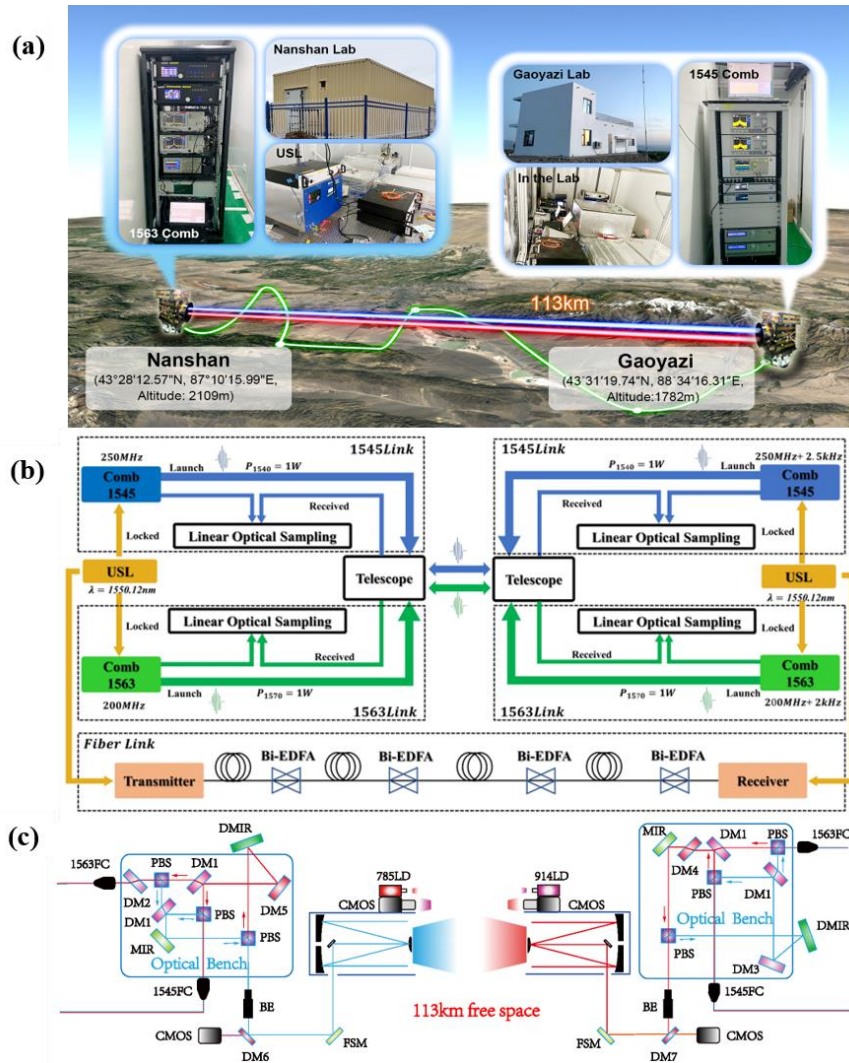 (a)
Nanshan Lab
USL
1563 Comb
Gaoyazi Lab
In the Lab
1545 Comb
113km
Nanshan
(43°28'12.57"N, 87°10'15.99"E,
Altitude: 2109m)
Gaoyazi
(43°31'19.74"N, 88°34'16.31"E,
Altitude:1782m)
(b)
1545Link
250MHz
Launch
P1540 = 1W
Comb
1545
Received
Locked
Linear Optical Sampling
USL
λ = 1550.12nm
Telescope
Locked
Linear Optical Sampling
Received
Comb
1563
Launch
P1570 = 1W
200MHz
1563Link
1545Link
250MHz+ 2.5kHz
P1540 = 1W
Launch
Comb
1545
Received
Linear Optical Sampling
Locked
Telescope
USL
λ = 1550.12nm
Linear Optical Sampling
Locked
Received
Comb
1563
P1570 = 1W
Launch
200MHz+ 2kHz
1563Link
Fiber Link
Bi-EDFA
Bi-EDFA
Bi-EDFA
Bi-EDFA
Transmitter
Receiver
(c)
DMIR
1563FC
PBS
DM1
DM2
DM1
PBS
DM5
MIR
PBS
Optical Bench
1545FC
BE
CMOS
DM6
FSM
785LD
CMOS
113km free space
914LD
CMOS
MIR
DM1
PBS
1563FC
DM4
PBS
DM1
Optical Bench
DMIR
PBS
DM3
BE
1545FC
FSM
DM7
CMOS